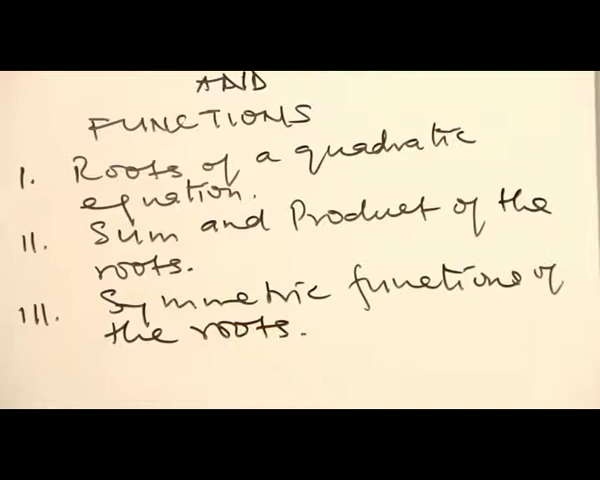 AND
FUNCTIONS
I. Roots of a quadratic
equation.
II. Sum and Product of the
roots.
III. Symmetric functions of
the roots.